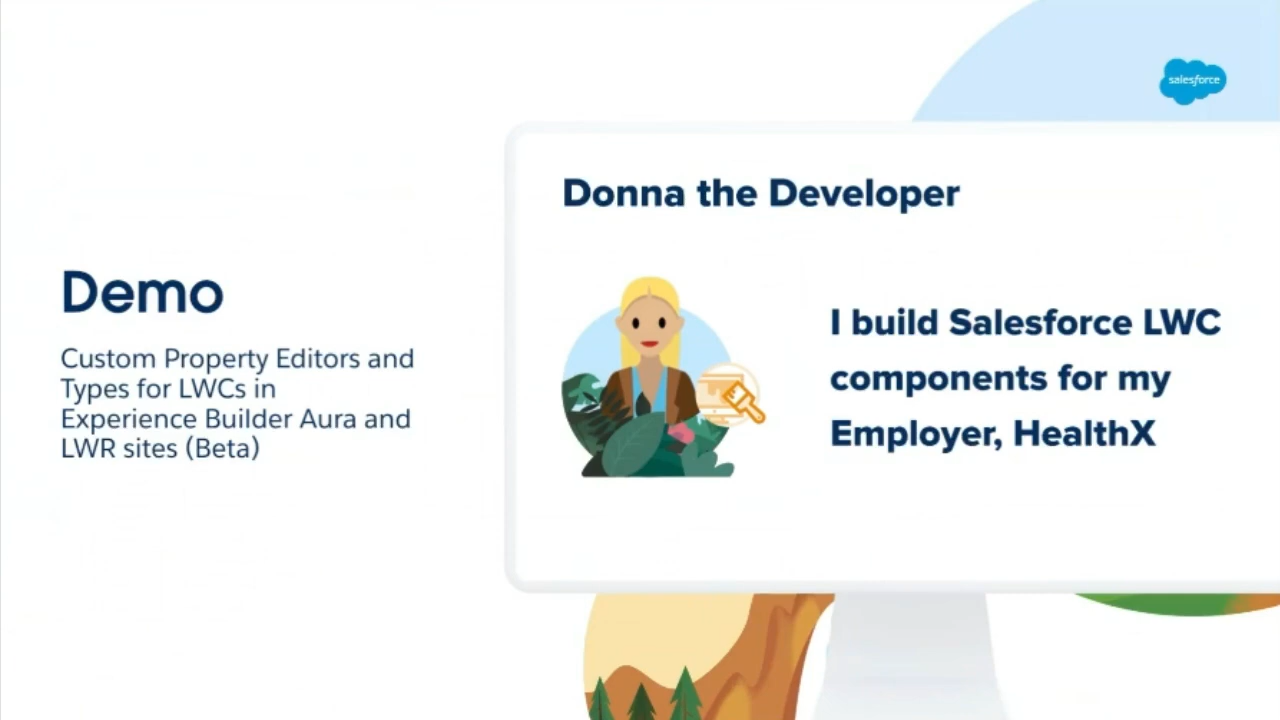 salesforce
Donna the Developer
Demo
Custom Property Editors and
Types for LWCs in
Experience Builder Aura and
LWR sites (Beta)
I build Salesforce LWC
components for my
Employer, HealthX